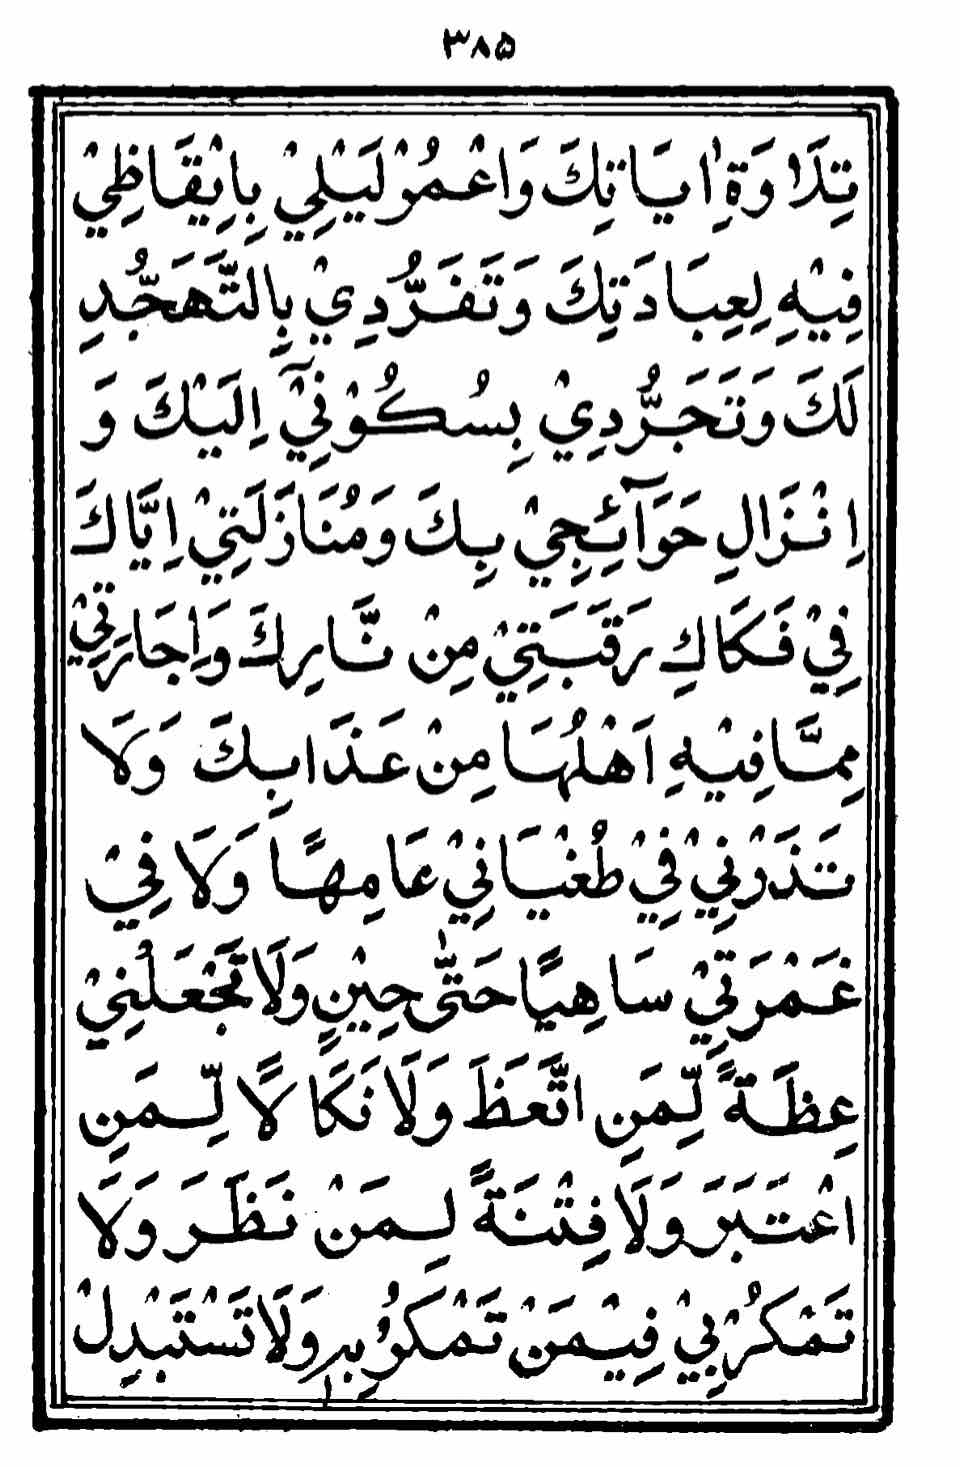 ۳۸۵
بِتِلَاوَةِ اٰيَاتِكَ وَاعْمُرْ لَيْلِيْ بِاِيْقَاظِيْ
فِيْهِ لِعِبَادَتِكَ وَتَفَرُّدِيْ بِالتَّهَجُّدِ
لَكَ وَتَجَرُّدِيْ بِسُكُوْنِيْٓ اِلَيْكَ وَ
اِنْزَالِ حَوَآئِجِيْ بِكَ وَمُنَازَلَتِيْ اِيَّاكَ
فِيْ فَكَاكِ رَقَبَتِيْ مِنْ نَّارِكَ وَاِجَارَتِيْ
مِمَّا فِيْهِ اَهْلُهَا مِنْ عَذَابِكَ وَلَا
تَذَرْنِيْ فِيْ طُغْيَانِيْ عَامِهًا وَلَا فِيْ
غَمْرَتِيْ سَاهِيًا حَتّٰى حِيْنٍ وَلَا تَجْعَلْنِيْ
عِظَةً لِّمَنِ اتَّعَظَ وَلَا نَكَالًا لِّمَنِ
اعْتَبَرَ وَلَا فِتْنَةً لِمَنْ نَظَرَ وَلَا
تَمْكُرْ بِيْ فِيْمَنْ تَمْكُرُ بِهٖ وَلَا تَسْتَبْدِلْ